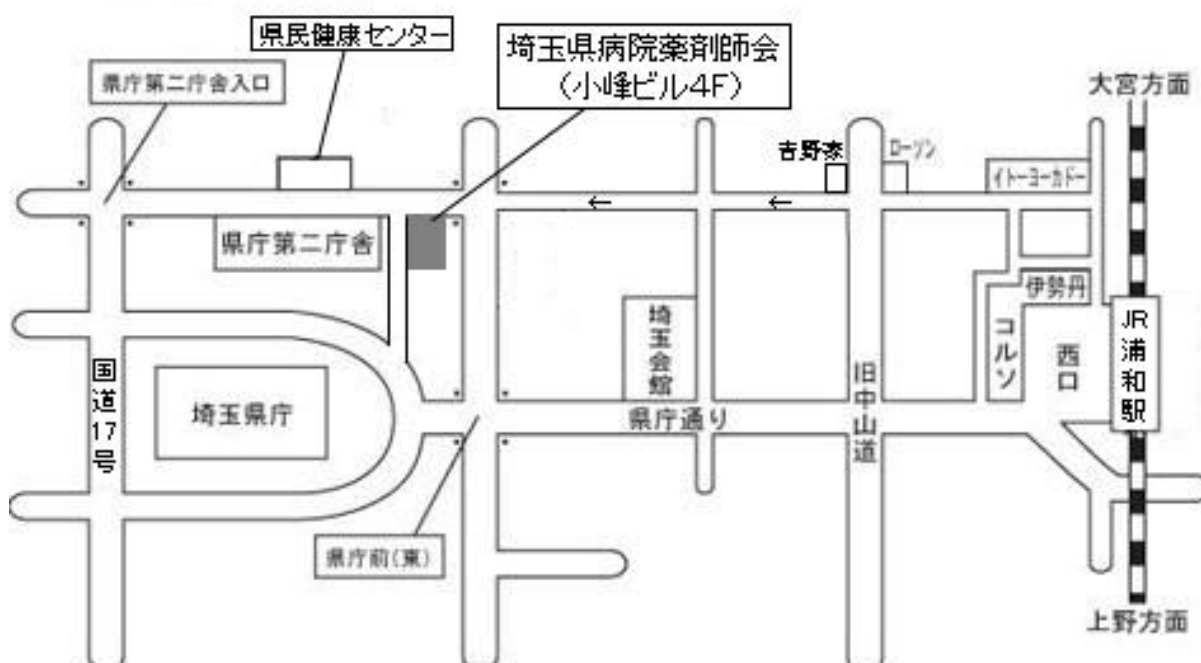 県民健康センター
埼玉県病院薬剤師会
(小峰ビル4F)
県庁第二庁舎入口
大宮方面
吉野家
ローソン
イトーヨーカドー
←
←
県庁第二庁舎
伊勢丹
埼玉会館
コルソ
西口
JR浦和駅
国道17号
埼玉県庁
県庁通り
旧中山道
県庁前(東)
上野方面